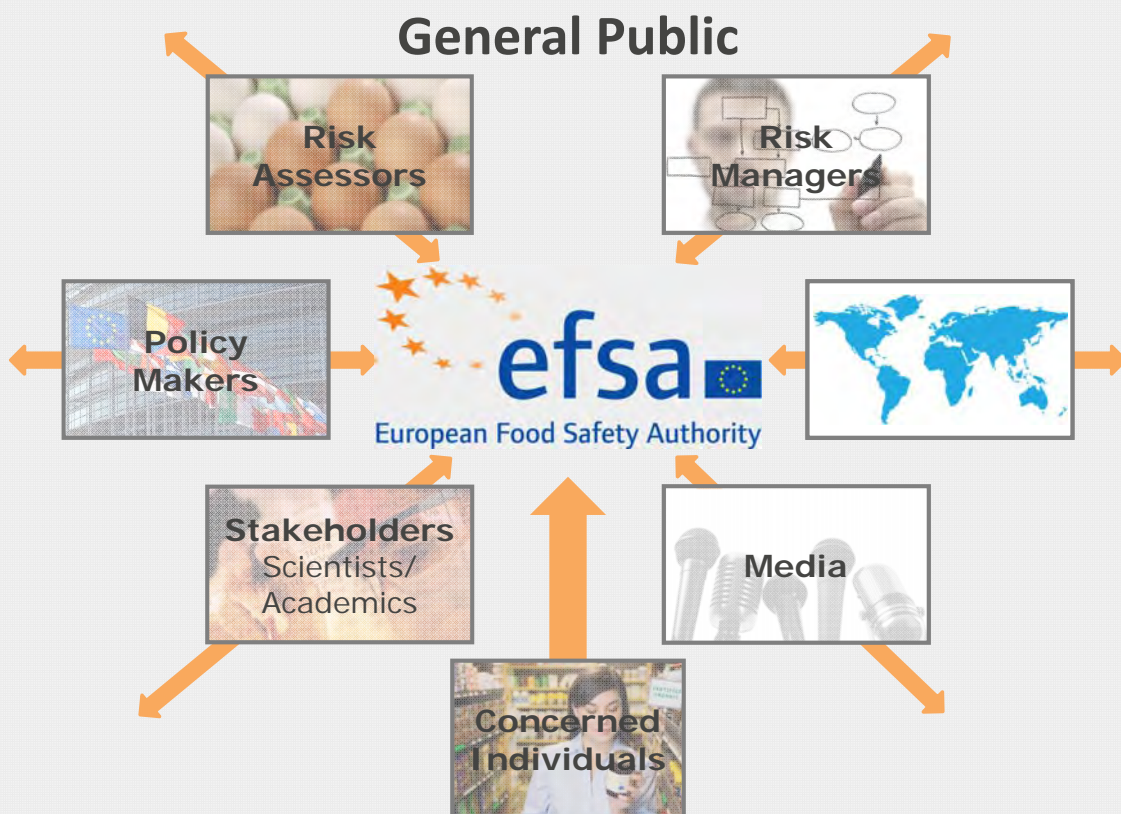 General Public
Risk
Assessors
Risk
Managers
Policy
Makers
efsa
European Food Safety Authority
Stakeholders
Scientists/
Academics
Media
Concerned
Individuals